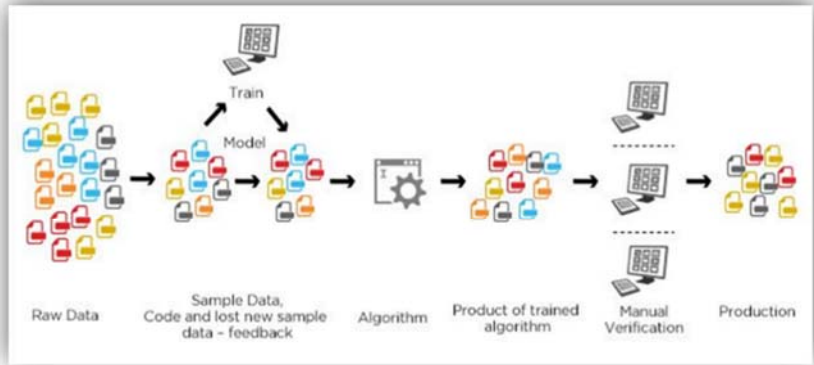 Train
Model
Raw Data
Sample Data,
Code and lost new sample
data - feedback
Algorithm
Product of trained
algorithm
Manual
Verification
Production